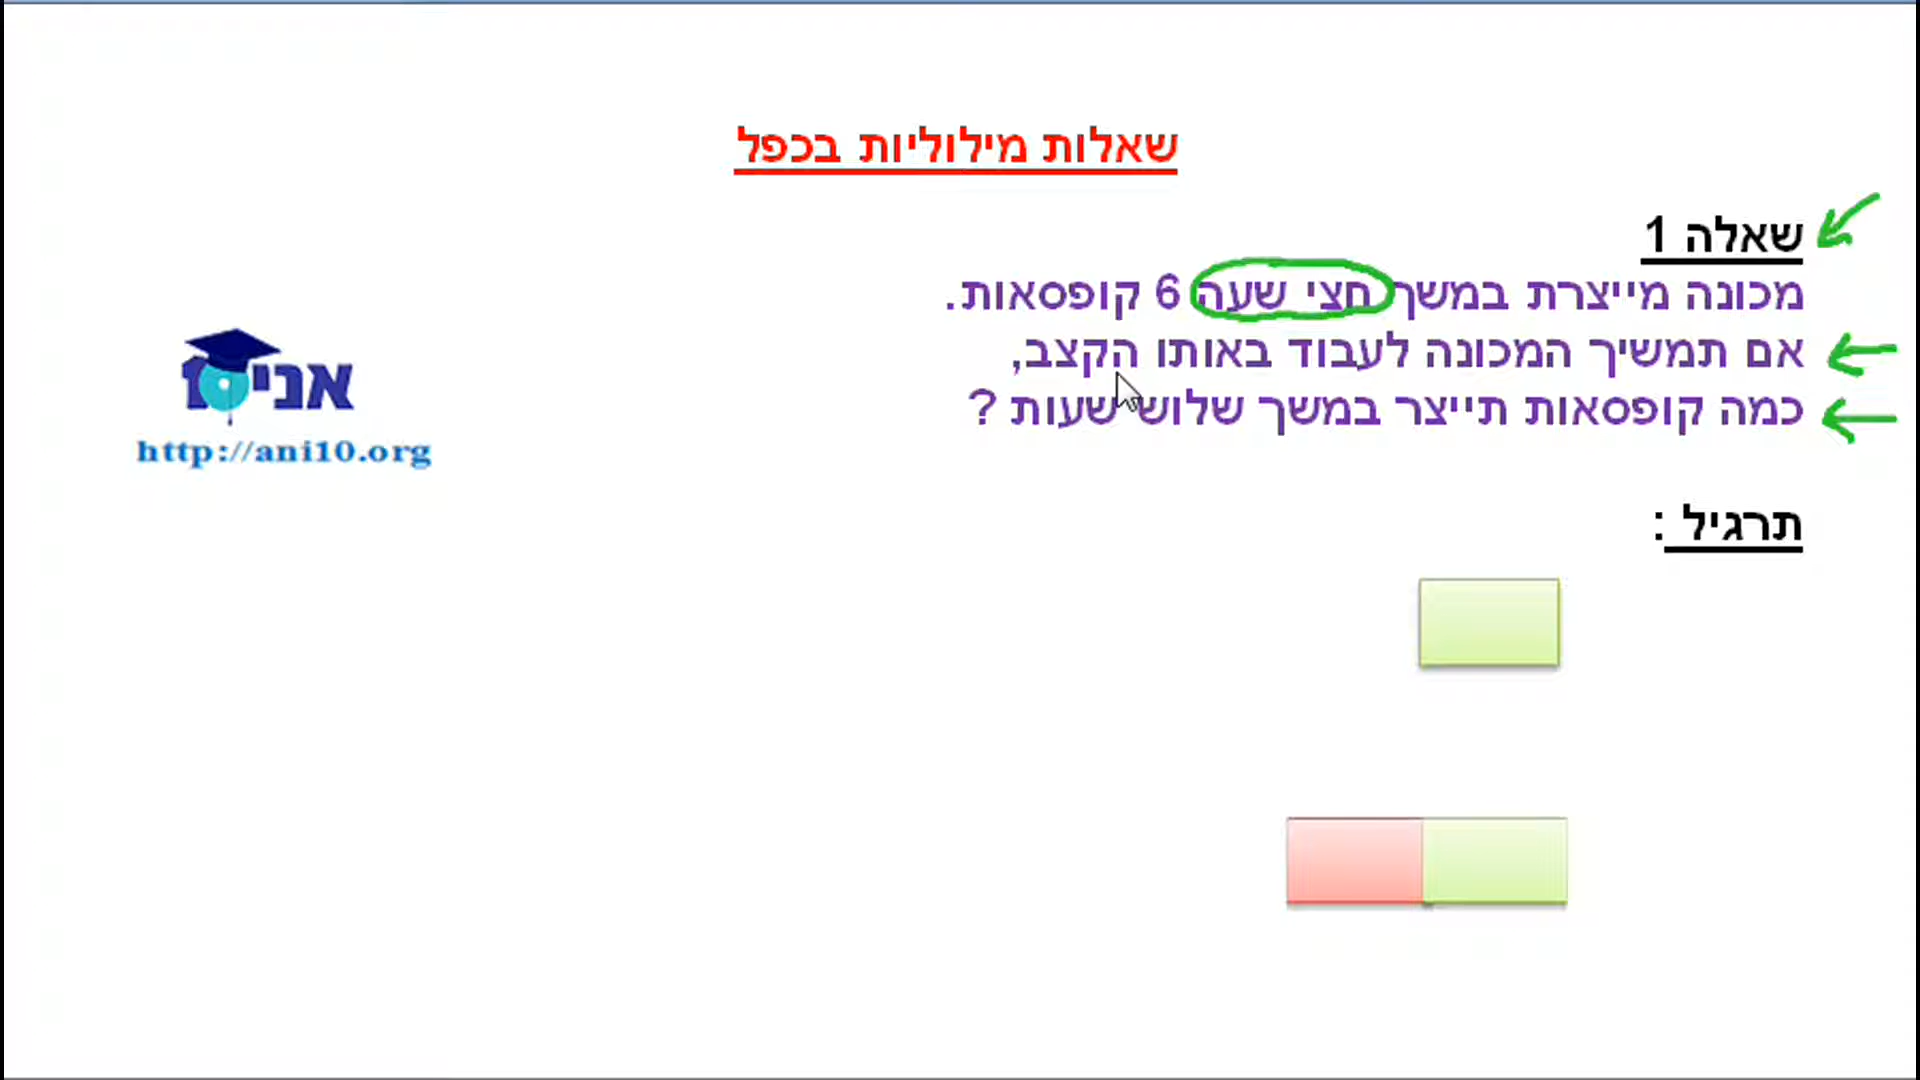 שאלות מילוליות בכפל
שאלה 1
מכונה מייצרת במשך חצי שעה 6 קופסאות.
אם תמשיך המכונה לעבוד באותו הקצב,
כמה קופסאות תייצר במשך שלוש שעות ?
תרגיל :
אני10
http://ani10.org